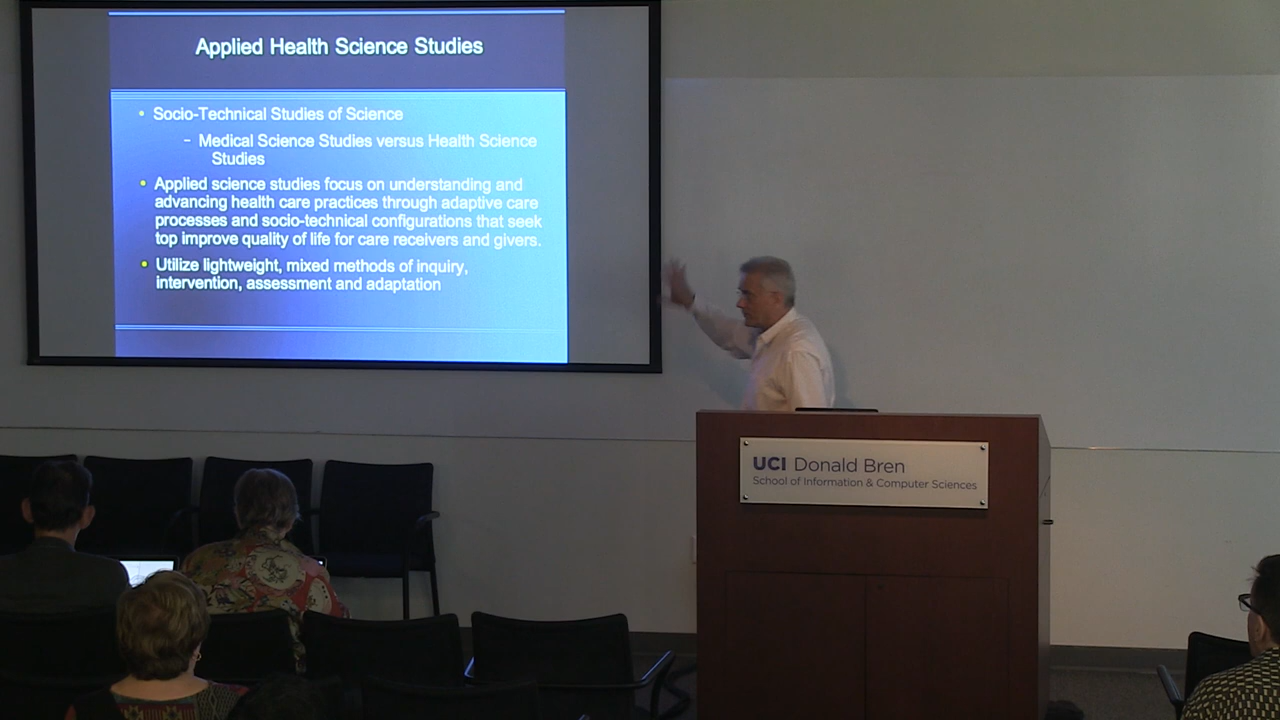 Applied Health Science Studies
• Socio-Technical Studies of Science
– Medical Science Studies versus Health Science
Studies
• Applied science studies focus on understanding and
advancing health care practices through adaptive care
processes and socio-technical configurations that seek
top improve quality of life for care receivers and givers.
• Utilize lightweight, mixed methods of inquiry,
intervention, assessment and adaptation
UCI Donald Bren
School of Information & Computer Sciences